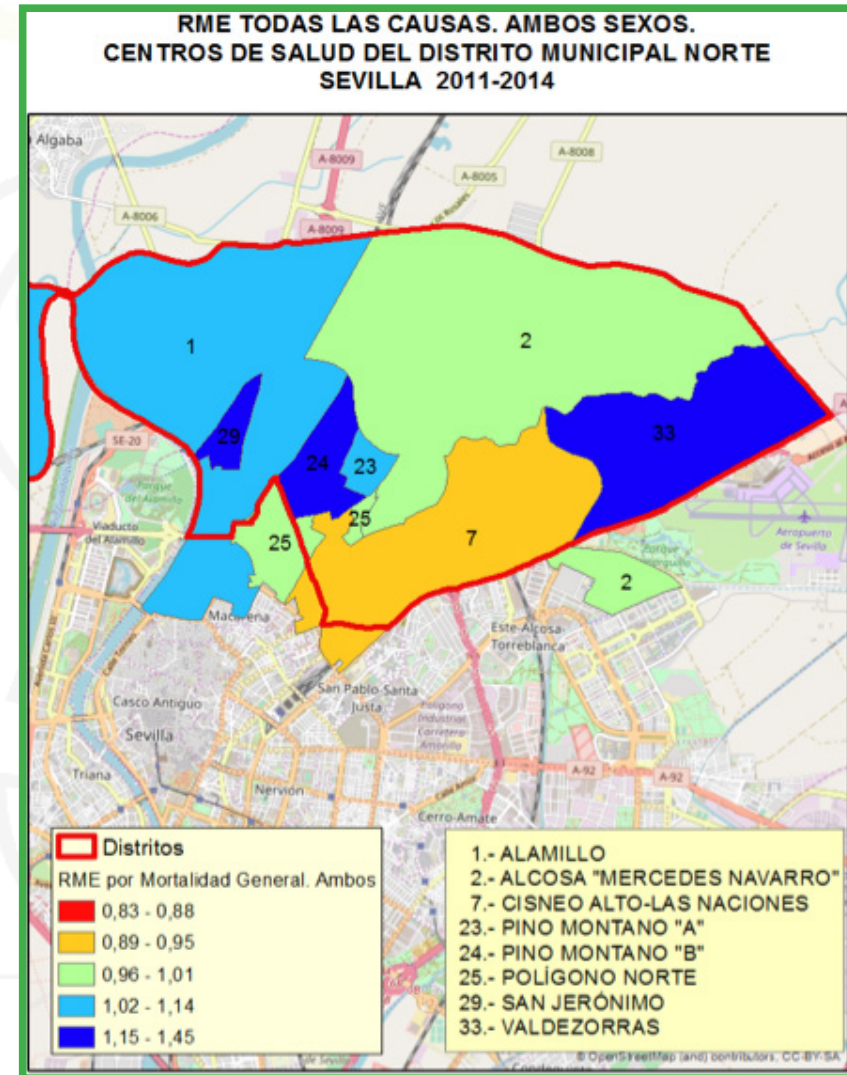 RME TODAS LAS CAUSAS. AMBOS SEXOS.
CENTROS DE SALUD DEL DISTRITO MUNICIPAL NORTE
SEVILLA 2011-2014
Algaba
A-8009
A-8008
A-8005
A-8006
A-8009
1
2
29
24
23
33
SE-20
Parque del Alamillo
25
Viaducto
del Alamillo
25
7
Aeropuerto
de Sevilla
2
Macarena
Este-Alcosa-
Torreblanca
San Pablo-Santa
Justa
Casco Antiguo
Polígono
Industrial
Carretera
Amarilla
Sevilla
A-92
A-92
Triana
Nervión
Cerro-Amate
Distritos
RME por Mortalidad General. Ambos
0,83 - 0,88
0,89 - 0,95
0,96 - 1,01
1,02 - 1,14
1,15 - 1,45
1.- ALAMILLO
2.- ALCOSA "MERCEDES NAVARRO"
7.- CISNEO ALTO-LAS NACIONES
23.- PINO MONTANO "A"
24.- PINO MONTANO "B"
25.- POLÍGONO NORTE
29.- SAN JERÓNIMO
33.- VALDEZORRAS
© OpenStreetMap (and) contributors, CC-BY-SA